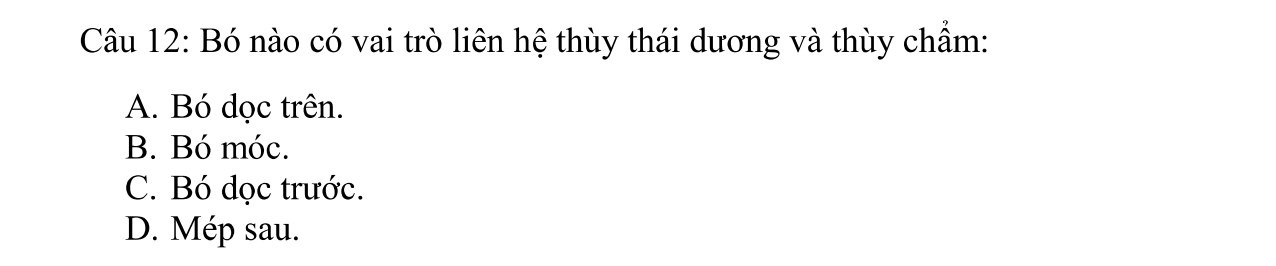 Câu 12: Bó nào có vai trò liên hệ thùy thái dương và thùy chẩm:
A. Bó dọc trên.
B. Bó móc.
C. Bó dọc trước.
D. Mép sau.